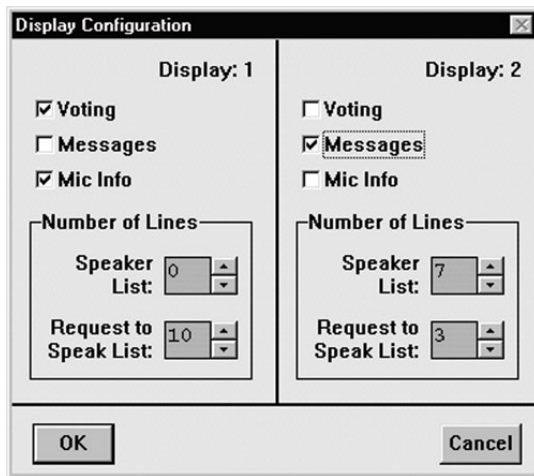 Display Configuration
Display: 1
Voting
Messages
Mic Info
Number of Lines
Speaker
List:
0
Request to
Speak List:
10
Display: 2
Voting
Messages
Mic Info
Number of Lines
Speaker
List:
7
Request to
Speak List:
3
OK
Cancel